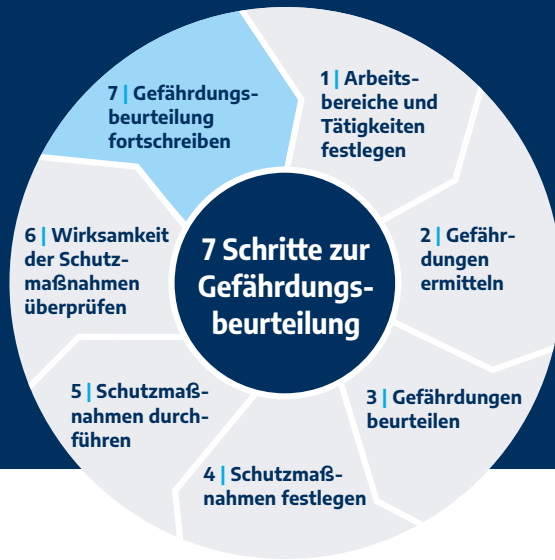 7 Schritte zur
Gefährdungs-
beurteilung
1 | Arbeits-
bereiche und
Tätigkeiten
festlegen
2 | Gefähr-
dungen
ermitteln
3 | Gefährdungen
beurteilen
4 | Schutzmaß-
nahmen festlegen
5 | Schutzmaß-
nahmen durch-
führen
6 | Wirksamkeit
der Schutz-
maßnahmen
überprüfen
7 | Gefährdungs-
beurteilung
fortschreiben